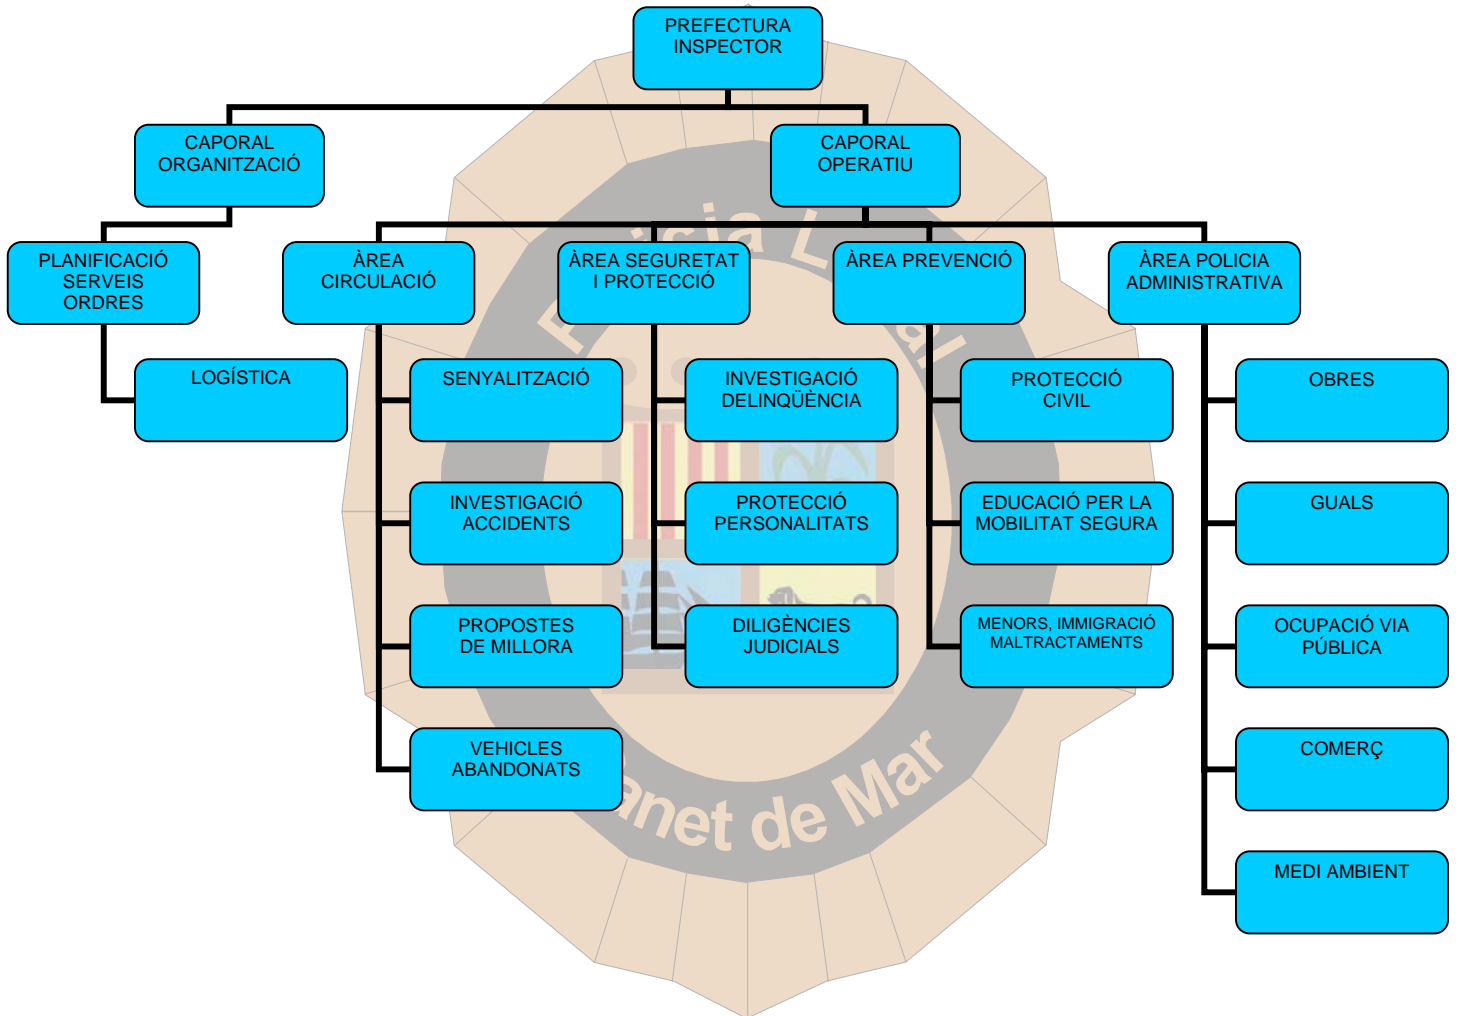 PREFECTURA
INSPECTOR
CAPORAL
ORGANITZACIÓ
CAPORAL
OPERATIU
PLANIFICACIÓ
SERVEIS
ORDRES
ÀREA
CIRCULACIÓ
ÀREA SEGURETAT
I PROTECCIÓ
ÀREA PREVENCIÓ
ÀREA POLICIA
ADMINISTRATIVA
LOGÍSTICA
SENYALITZACIÓ
INVESTIGACIÓ
ACCIDENTS
PROPOSTES
DE MILLORA
VEHICLES
ABANDONATS
INVESTIGACIÓ
DELINQÜÈNCIA
PROTECCIÓ
PERSONALITATS
DILIGÈNCIES
JUDICIALS
PROTECCIÓ
CIVIL
EDUCACIÓ PER LA
MOBILITAT SEGURA
MENORS, IMMIGRACIÓ
MALTRACTAMENTS
OBRES
GUALS
OCUPACIÓ VIA
PÚBLICA
COMERÇ
MEDI AMBIENT
de Mar